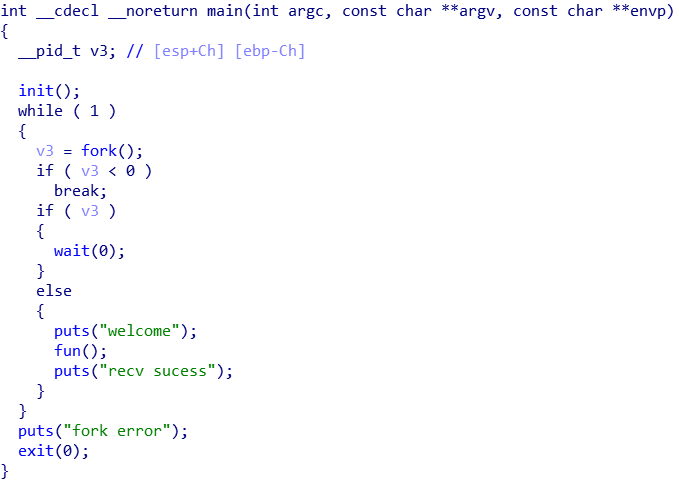 int __cdecl __noreturn main(int argc, const char **argv, const char **envp)
{
  __pid_t v3; // [esp+Ch] [ebp-Ch]

  init();
  while ( 1 )
  {
    v3 = fork();
    if ( v3 < 0 )
      break;
    if ( v3 )
    {
      wait(0);
    }
    else
    {
      puts("welcome");
      fun();
      puts("recv sucess");
    }
  }
  puts("fork error");
  exit(0);
}